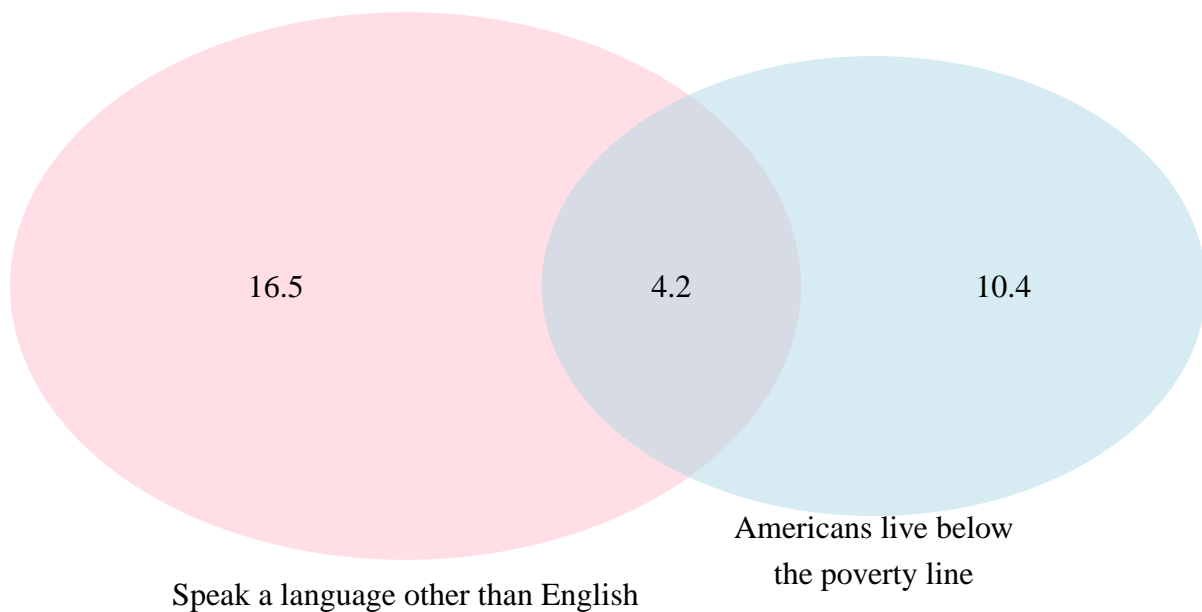 16.5
4.2
10.4
Americans live below
the poverty line
Speak a language other than English